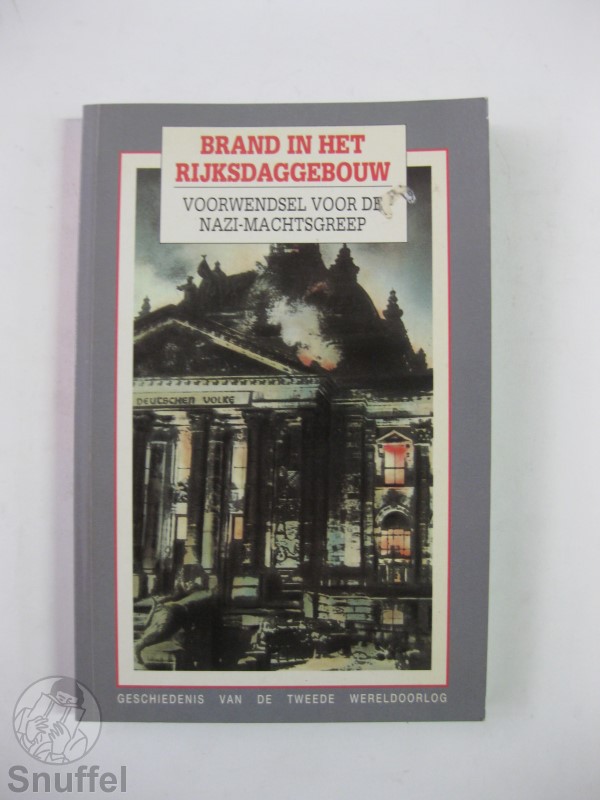 BRAND IN HET
RIJKSDAGGEBOUW
VOORWENDSEL VOOR DE
NAZI-MACHTSGREEP
DEUTSCHEN VOLKE
GESCHIEDENIS VAN DE TWEEDE WERELDOORLOG
Snuffel